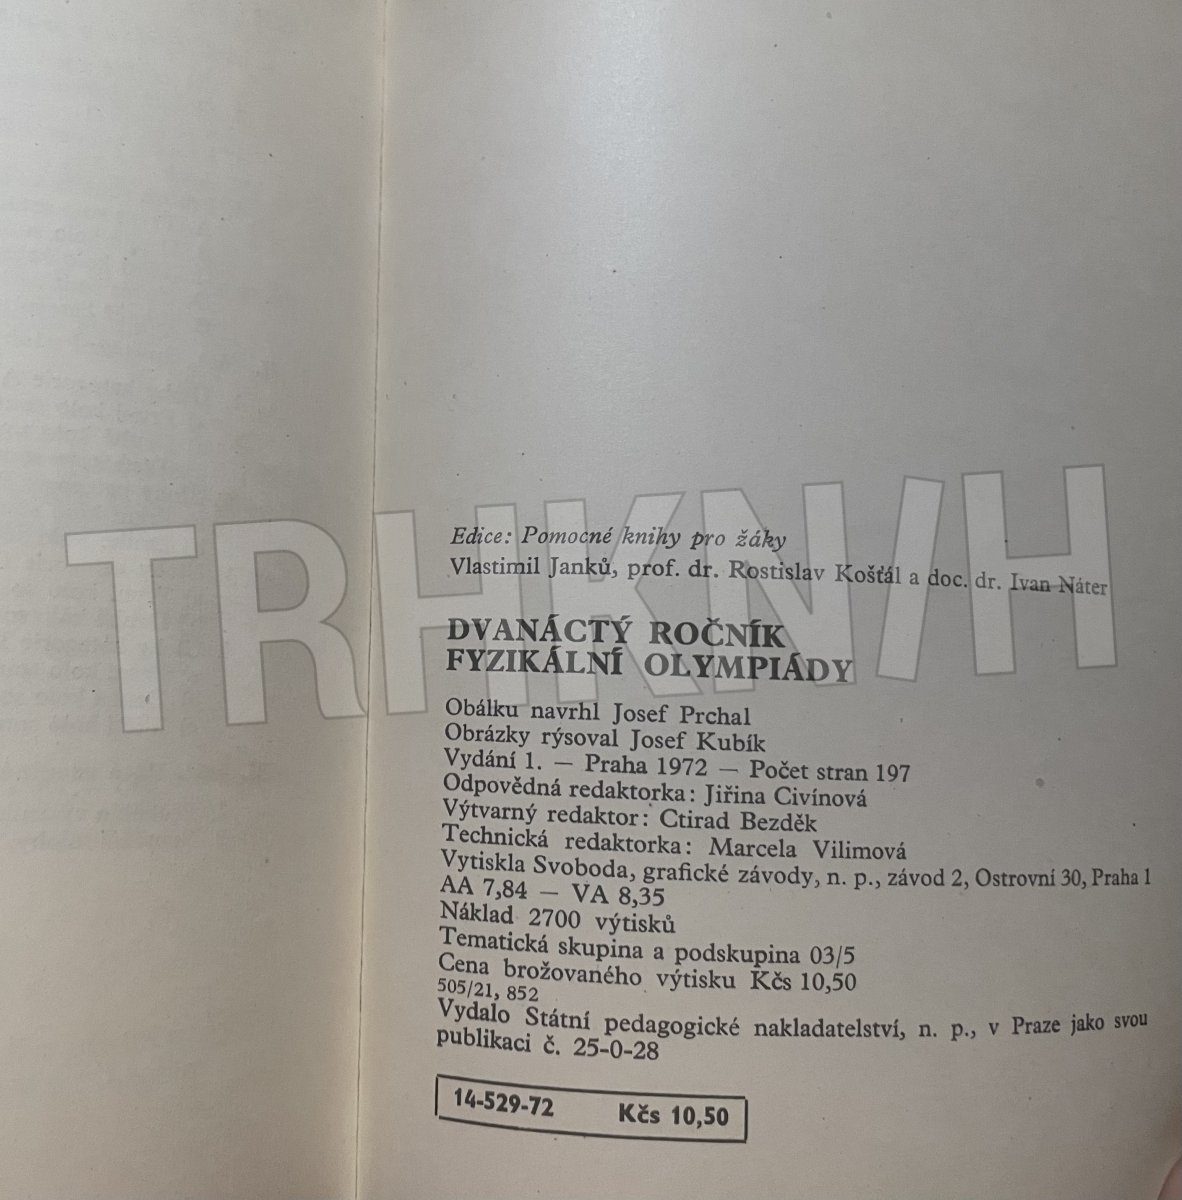 Edice: Pomocné knihy pro žáky
Vlastimil Janků, prof. dr. Rostislav Košťál a doc. dr. Ivan Náter
DVANÁCTÝ ROČNÍK
FYZIKÁLNÍ OLYMPIÁDY
Obálku navrhl Josef Prchal
Obrázky rýsoval Josef Kubík
Vydání 1. — Praha 1972 — Počet stran 197
Odpovědná redaktorka: Jiřina Civínová
Výtvarný redaktor: Ctirad Bezděk
Technická redaktorka: Marcela Vilimová
Vytiskla Svoboda, grafické závody, n. p., závod 2, Ostrovní 30, Praha 1
AA 7,84 — VA 8,35
Náklad 2700 výtisků
Tematická skupina a podskupina 03/5
Cena brožovaného výtisku Kčs 10,50
505/21, 852
Vydalo Státní pedagogické nakladatelství, n. p., v Praze jako svou
publikaci č. 25-0-28
14-529-72 Kčs 10,50
TRHKN/H